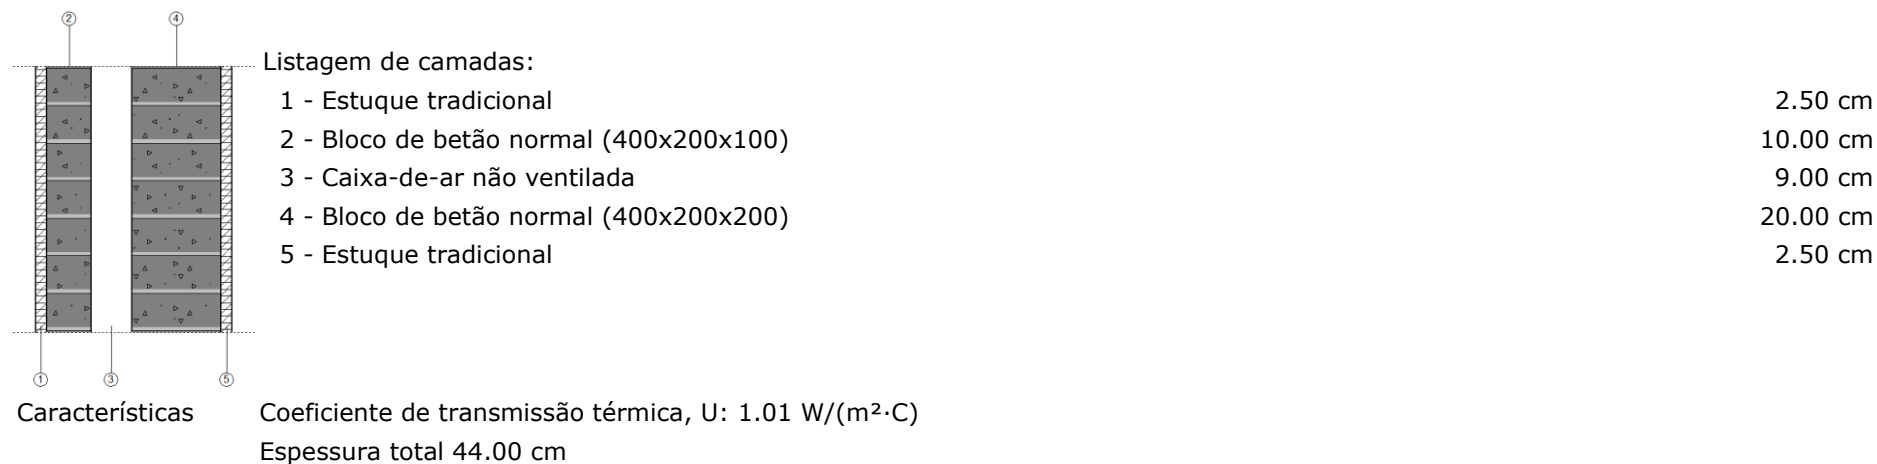 ② ④
Listagem de camadas:
1 - Estuque tradicional 2.50 cm
2 - Bloco de betão normal (400x200x100) 10.00 cm
3 - Caixa-de-ar não ventilada 9.00 cm
4 - Bloco de betão normal (400x200x200) 20.00 cm
5 - Estuque tradicional 2.50 cm
① ③ ⑤
Características Coeficiente de transmissão térmica, U: 1.01 W/(m²·C)
Espessura total 44.00 cm